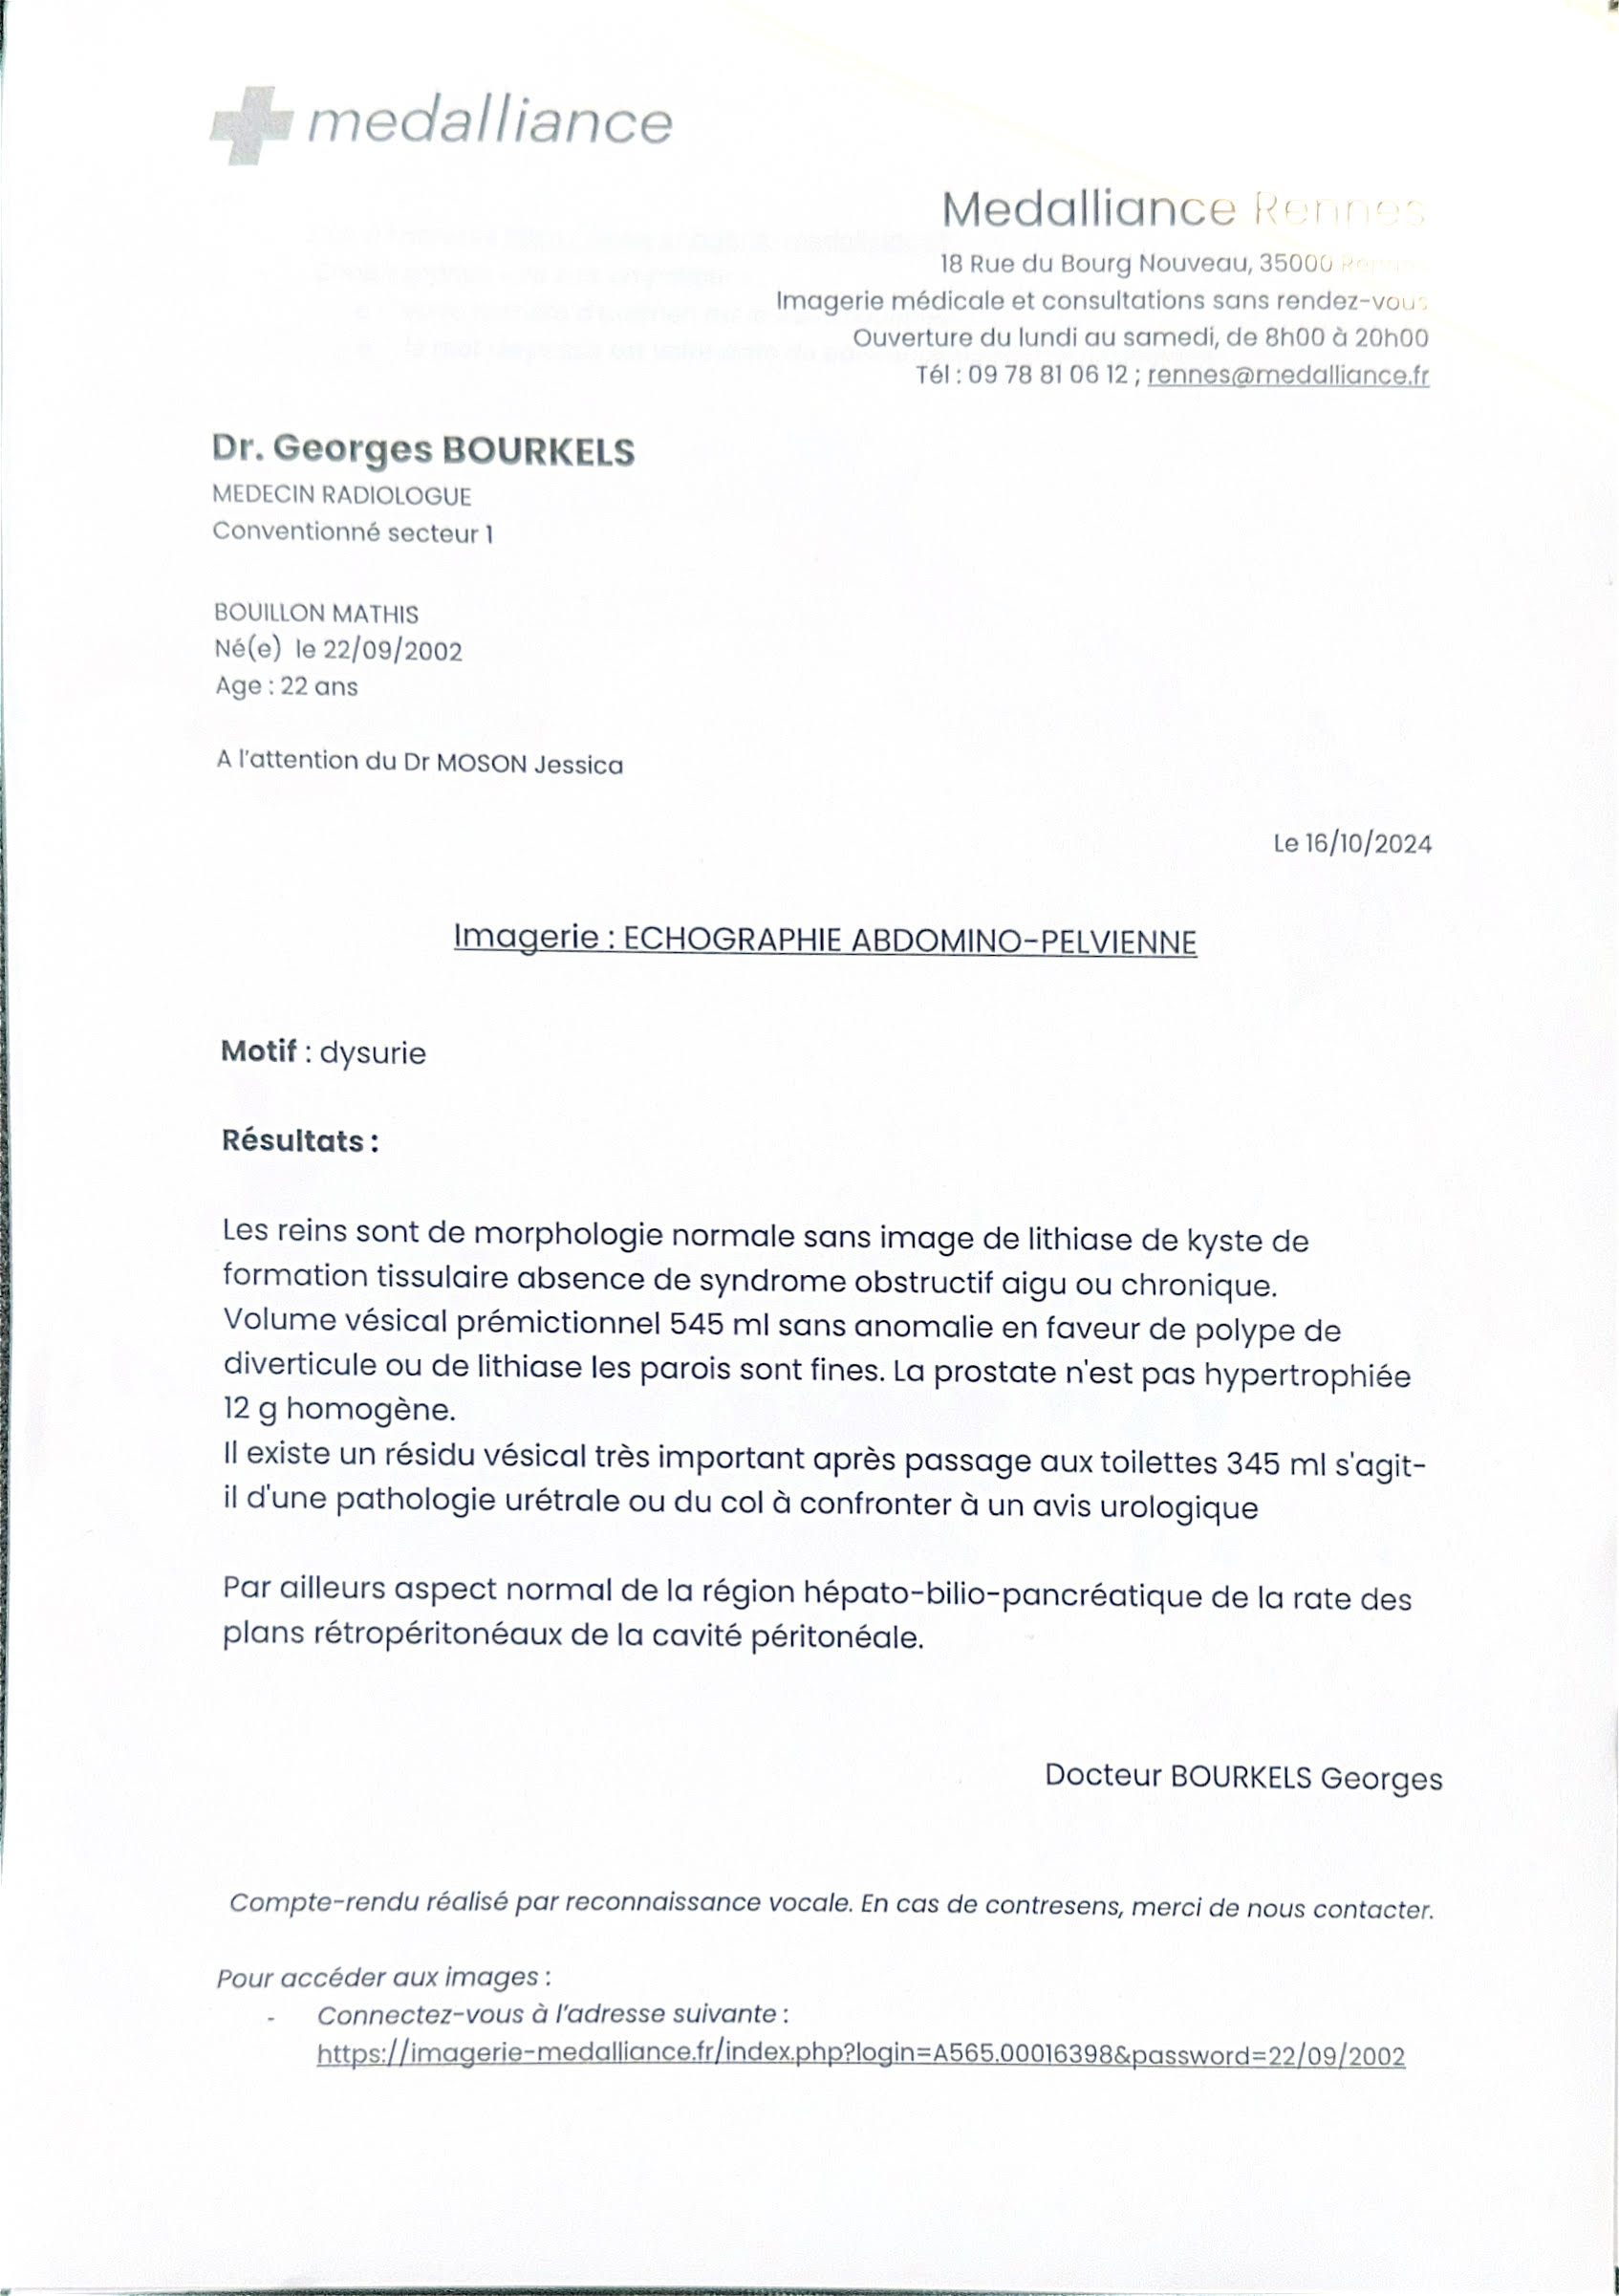 medalliance
Medalliance Rennes
18 Rue du Bourg Nouveau, 35000 Rennes
Imagerie médicale et consultations sans rendez-vous
Ouverture du lundi au samedi, de 8h00 à 20h00
Tél : 09 78 81 06 12 ; rennes@medalliance.fr
Dr. Georges BOURKELS
MEDECIN RADIOLOGUE
Conventionné secteur 1
BOUILLON MATHIS
Né(e) le 22/09/2002
Age : 22 ans
A l'attention du Dr MOSON Jessica
Le 16/10/2024
Imagerie : ECHOGRAPHIE ABDOMINO-PELVIENNE
Motif : dysurie
Résultats :
Les reins sont de morphologie normale sans image de lithiase de kyste de
formation tissulaire absence de syndrome obstructif aigu ou chronique.
Volume vésical prémictionnel 545 ml sans anomalie en faveur de polype de
diverticule ou de lithiase les parois sont fines. La prostate n'est pas hypertrophiée
12 g homogène.
Il existe un résidu vésical très important après passage aux toilettes 345 ml s'agit-
il d'une pathologie urétrale ou du col à confronter à un avis urologique
Par ailleurs aspect normal de la région hépato-bilio-pancréatique de la rate des
plans rétropéritonéaux de la cavité péritonéale.
Docteur BOURKELS Georges
Compte-rendu réalisé par reconnaissance vocale. En cas de contresens, merci de nous contacter.
Pour accéder aux images :
- Connectez-vous à l'adresse suivante :
https://imagerie-medalliance.fr/index.php?login=A565.00016398&password=22/09/2002